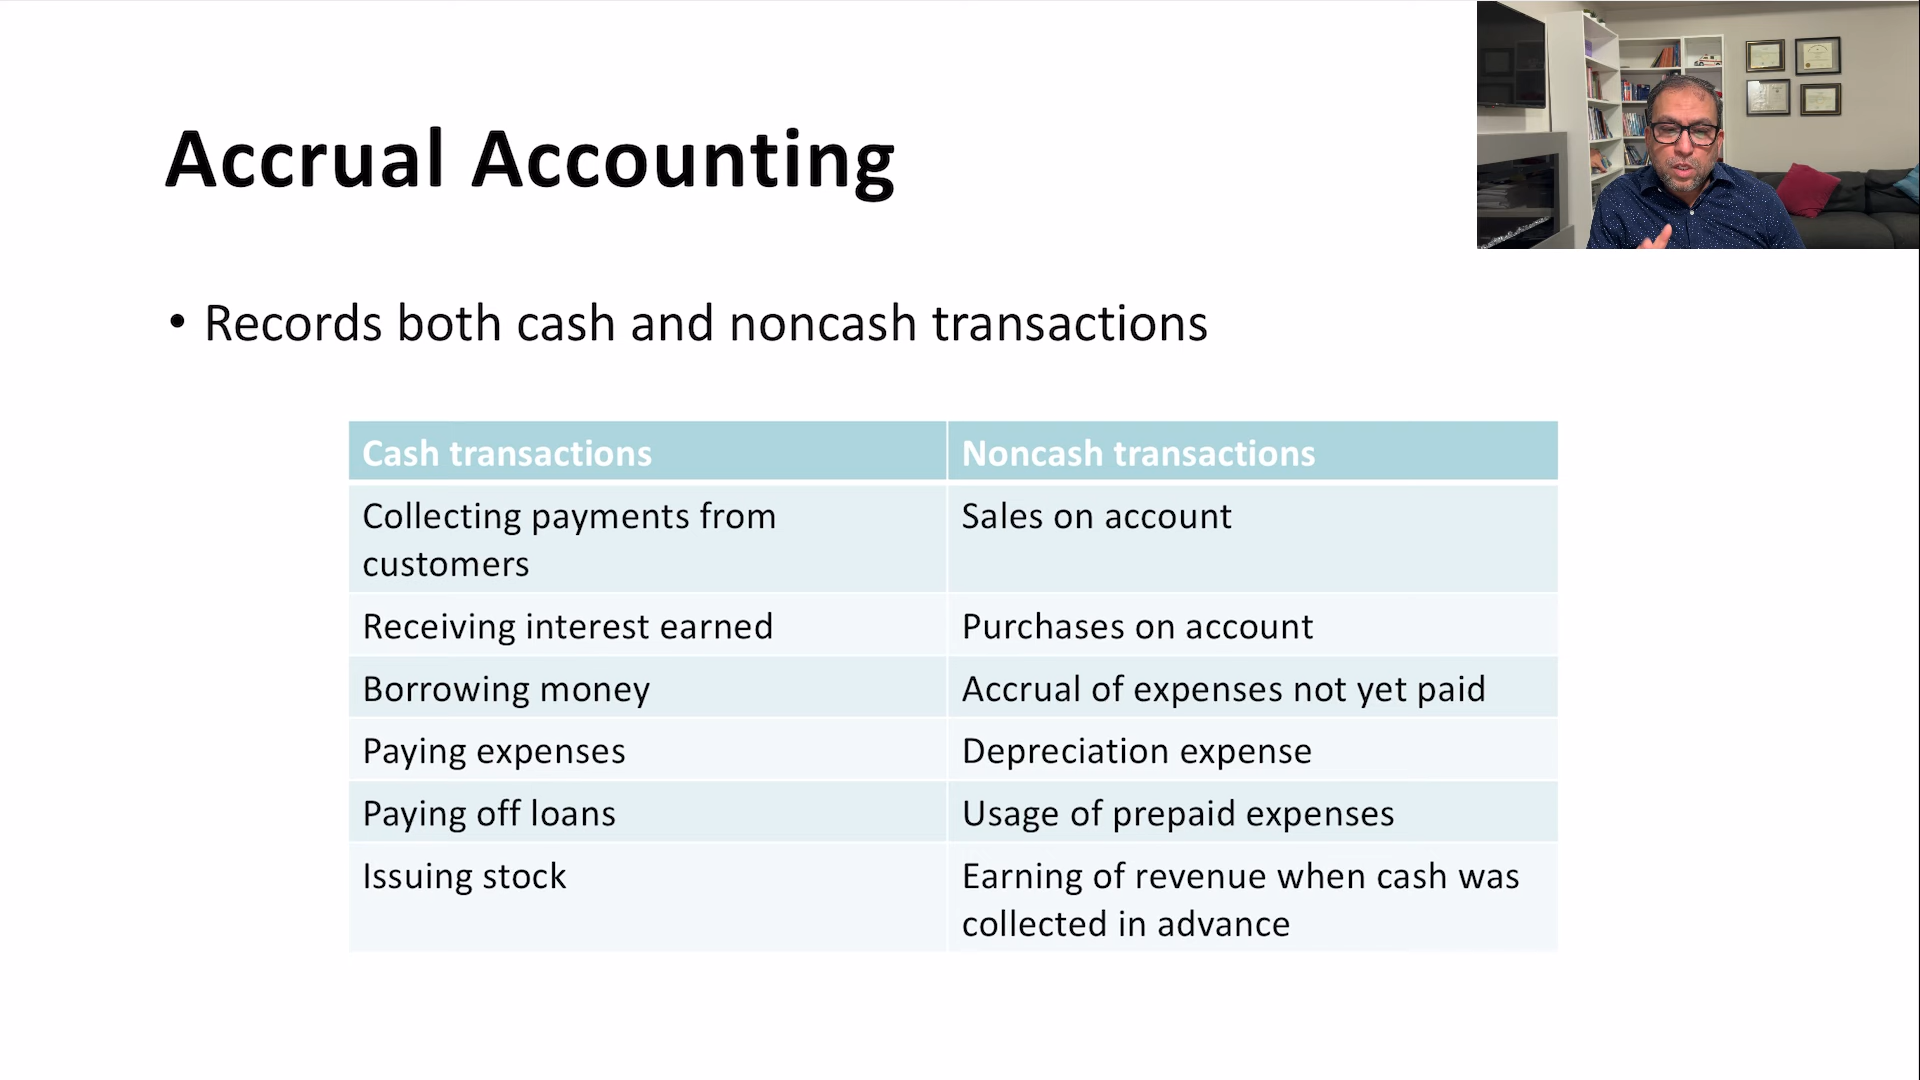 Accrual Accounting
• Records both cash and noncash transactions
Cash transactions
Noncash transactions
Collecting payments from
customers
Sales on account
Receiving interest earned
Purchases on account
Borrowing money
Accrual of expenses not yet paid
Paying expenses
Depreciation expense
Paying off loans
Usage of prepaid expenses
Issuing stock
Earning of revenue when cash was
collected in advance